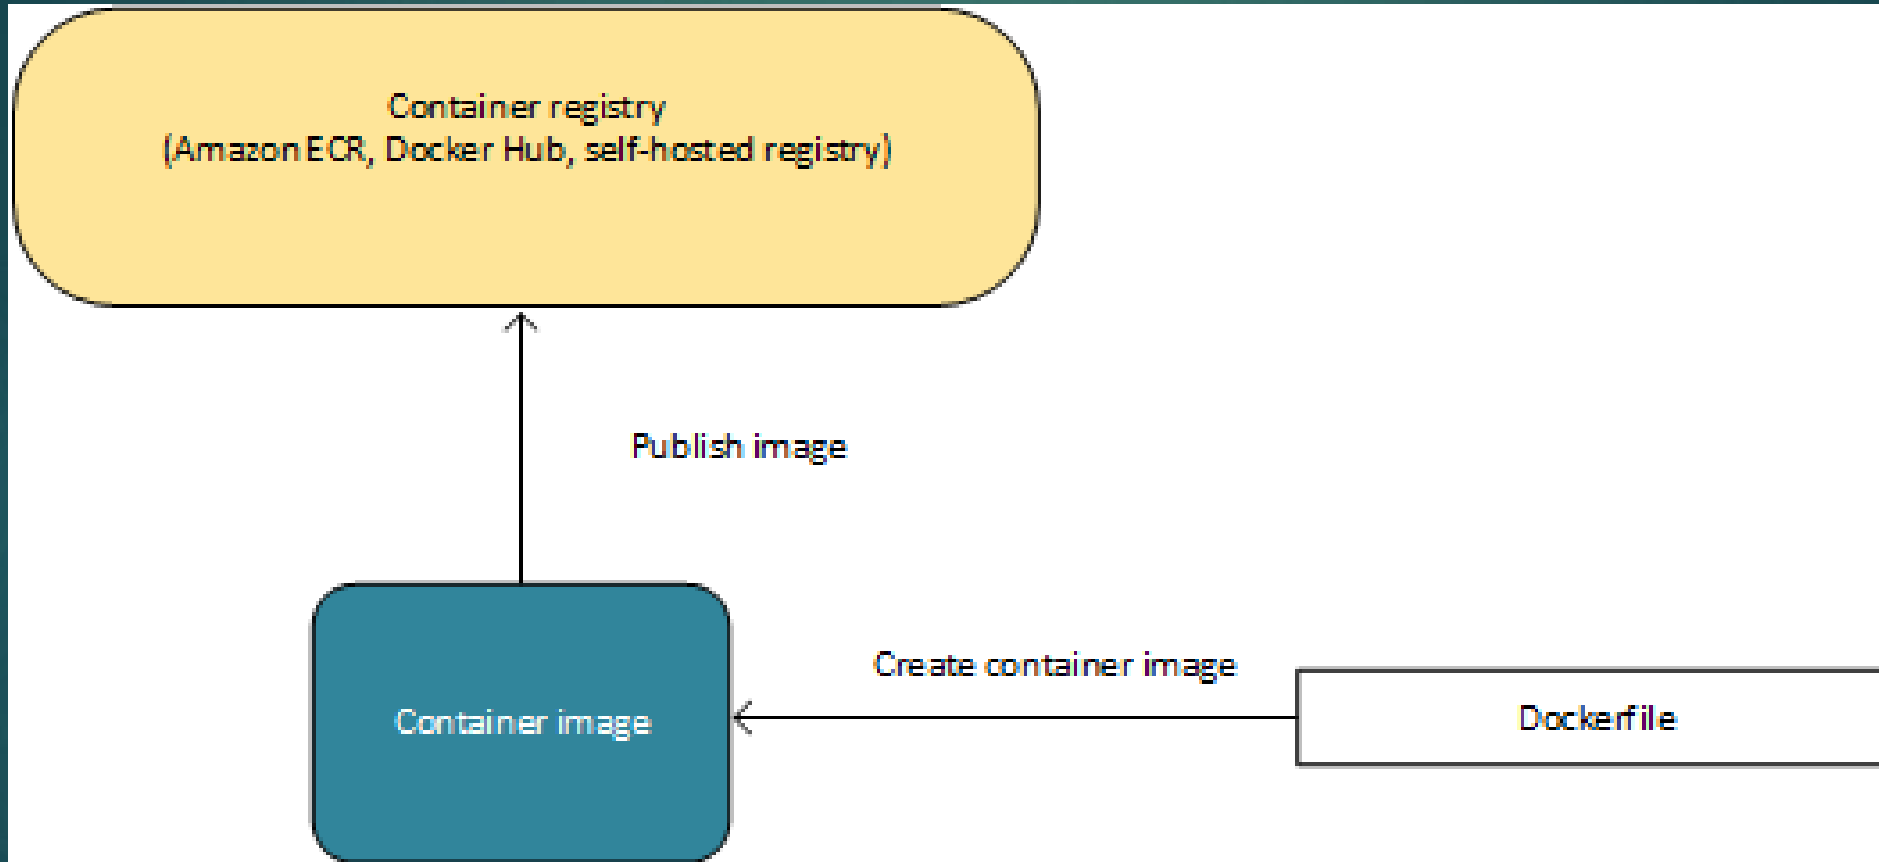 Container registry
(Amazon ECR, Docker Hub, self-hosted registry)
Publish image
Create container image
Container image
Dockerfile